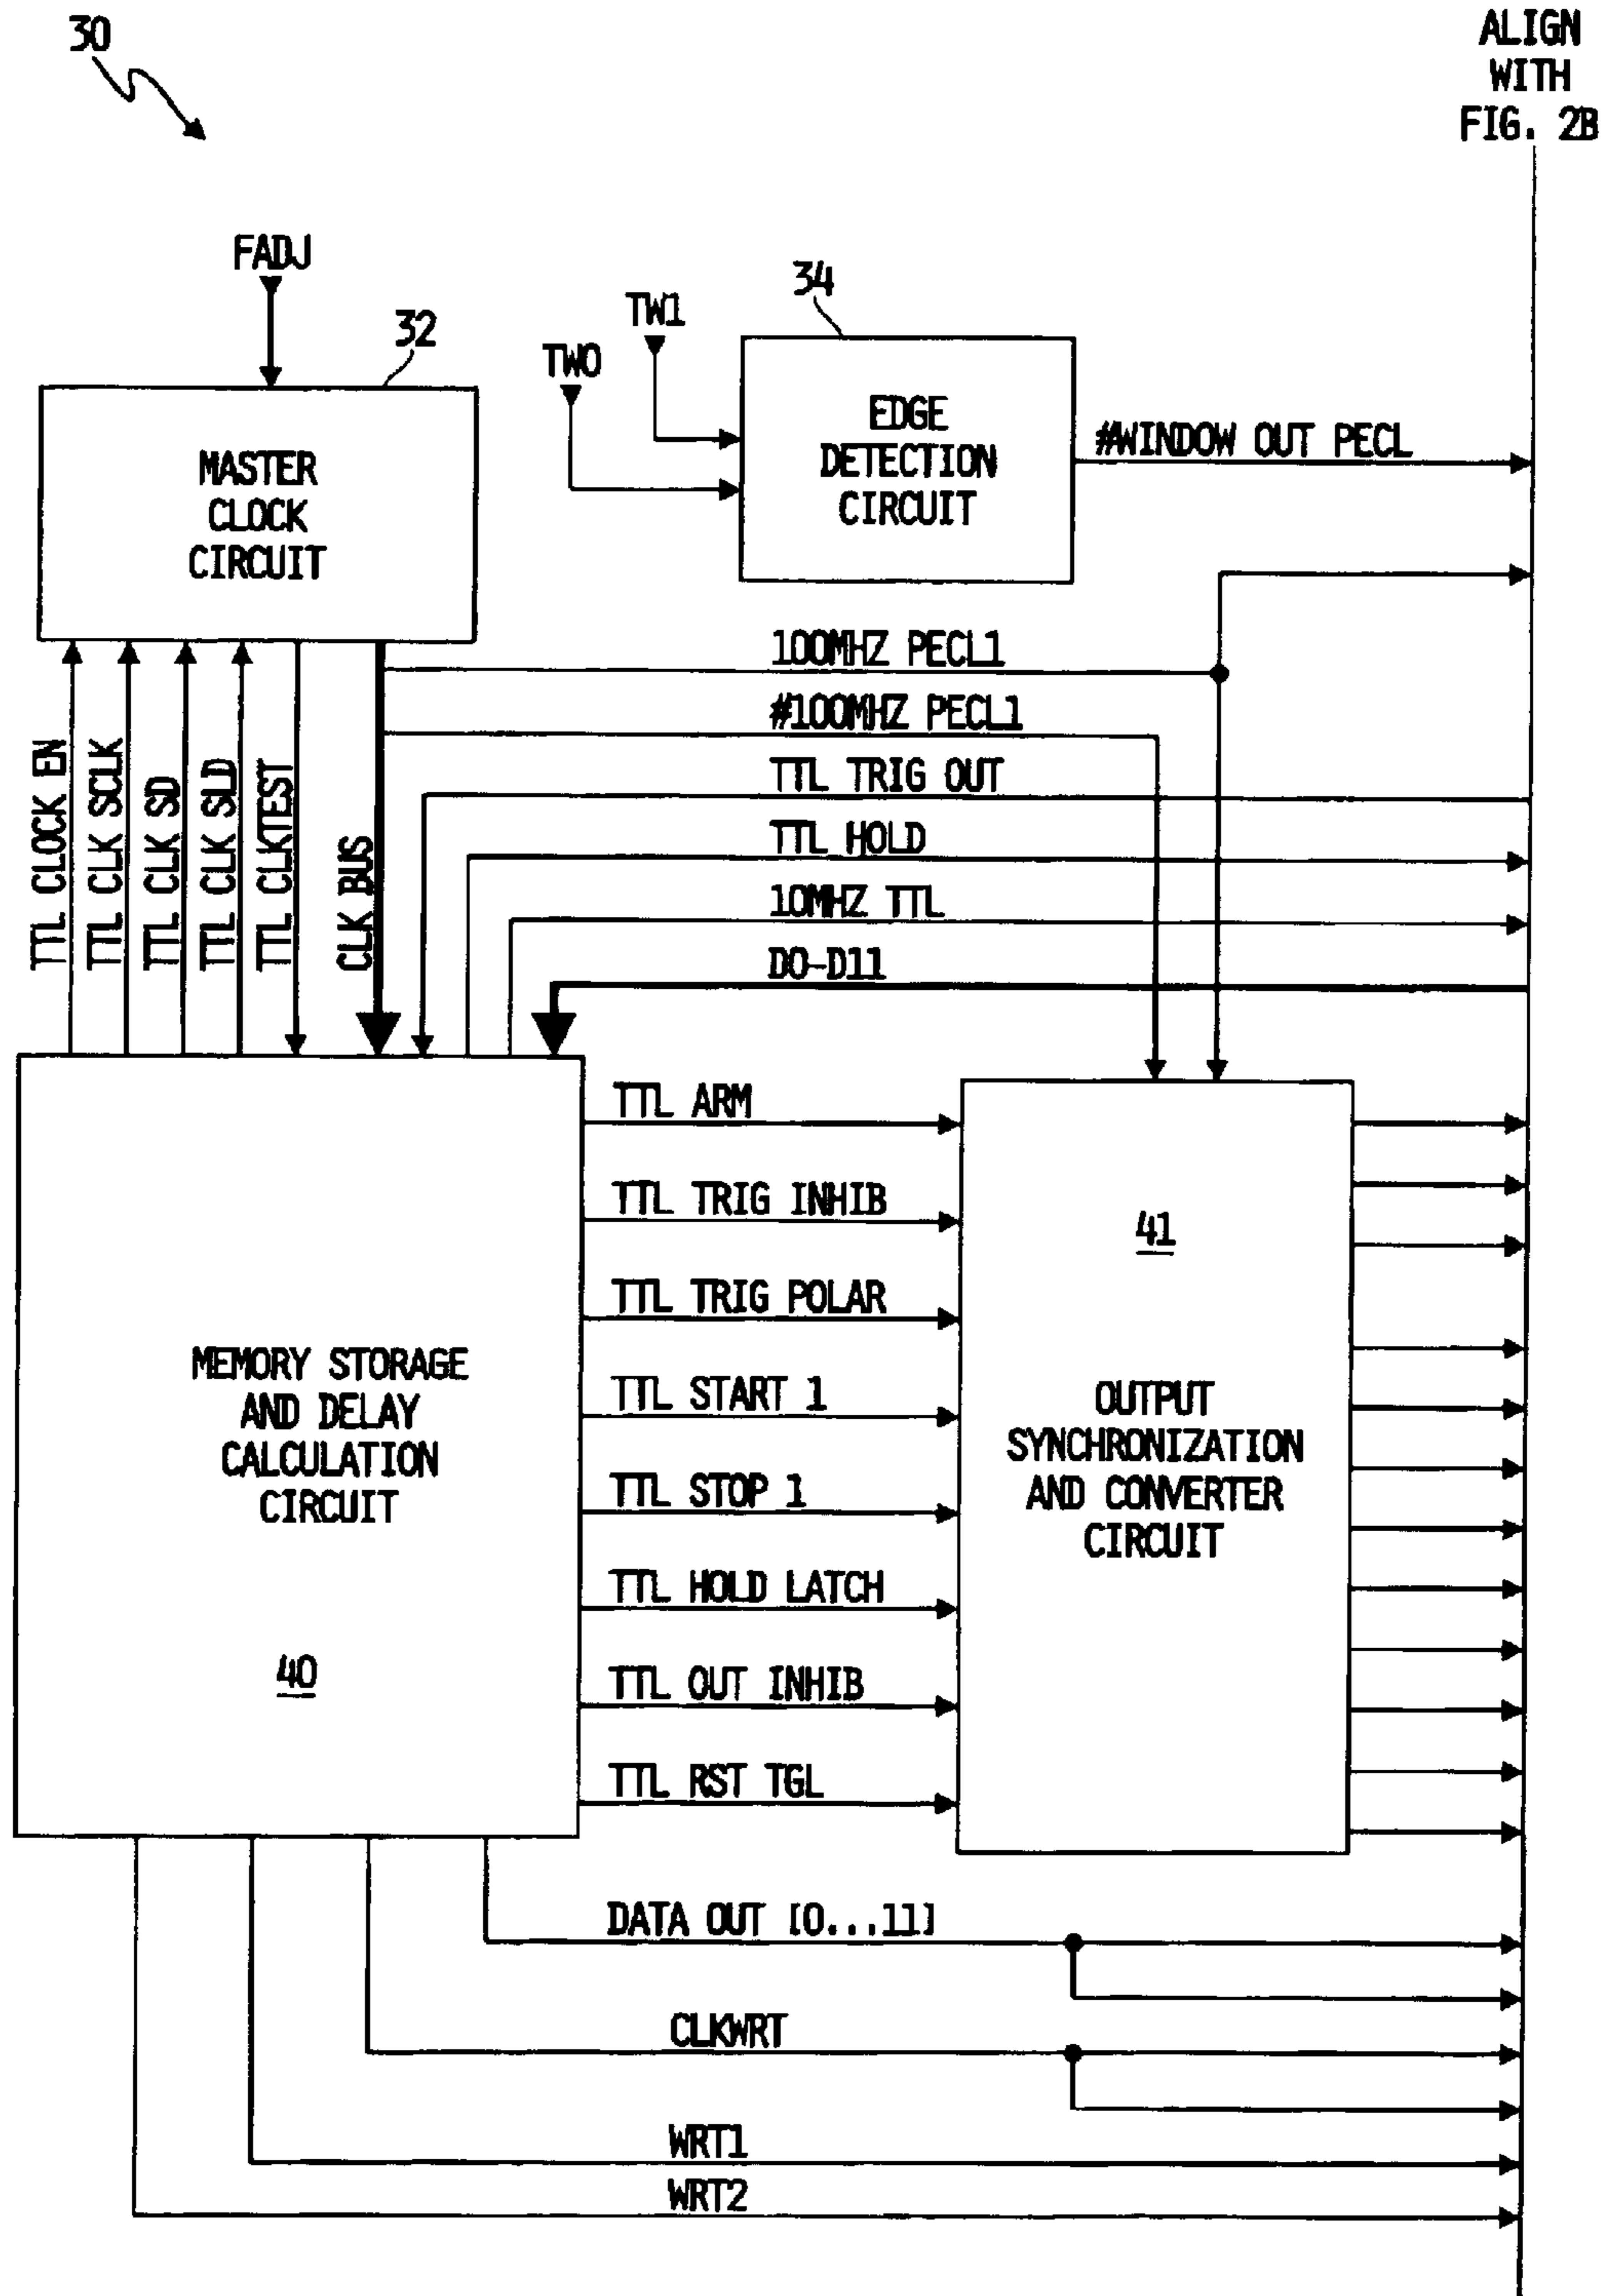 30
ALIGN
WITH
FIG. 2B
FADJ
32
TW1
TW0
34
MASTER
CLOCK
CIRCUIT
EDGE
DETECTION
CIRCUIT
#WINDOW OUT PECL
100MHZ PECL1
#100MHZ PECL1
TTL TRIG OUT
TTL HOLD
10MHZ TTL
D0-D11
TTL CLOCK EN
TTL CLK SCLK
TTL CLK SD
TTL CLK SLD
TTL CLKTEST
CLK BUS
TTL ARM
TTL TRIG INHIB
TTL TRIG POLAR
TTL START 1
TTL STOP 1
TTL HOLD LATCH
TTL OUT INHIB
TTL RST TGL
MEMORY STORAGE
AND DELAY
CALCULATION
CIRCUIT
40
41
OUTPUT
SYNCHRONIZATION
AND CONVERTER
CIRCUIT
DATA OUT [0...11]
CLKWRT
WRT1
WRT2